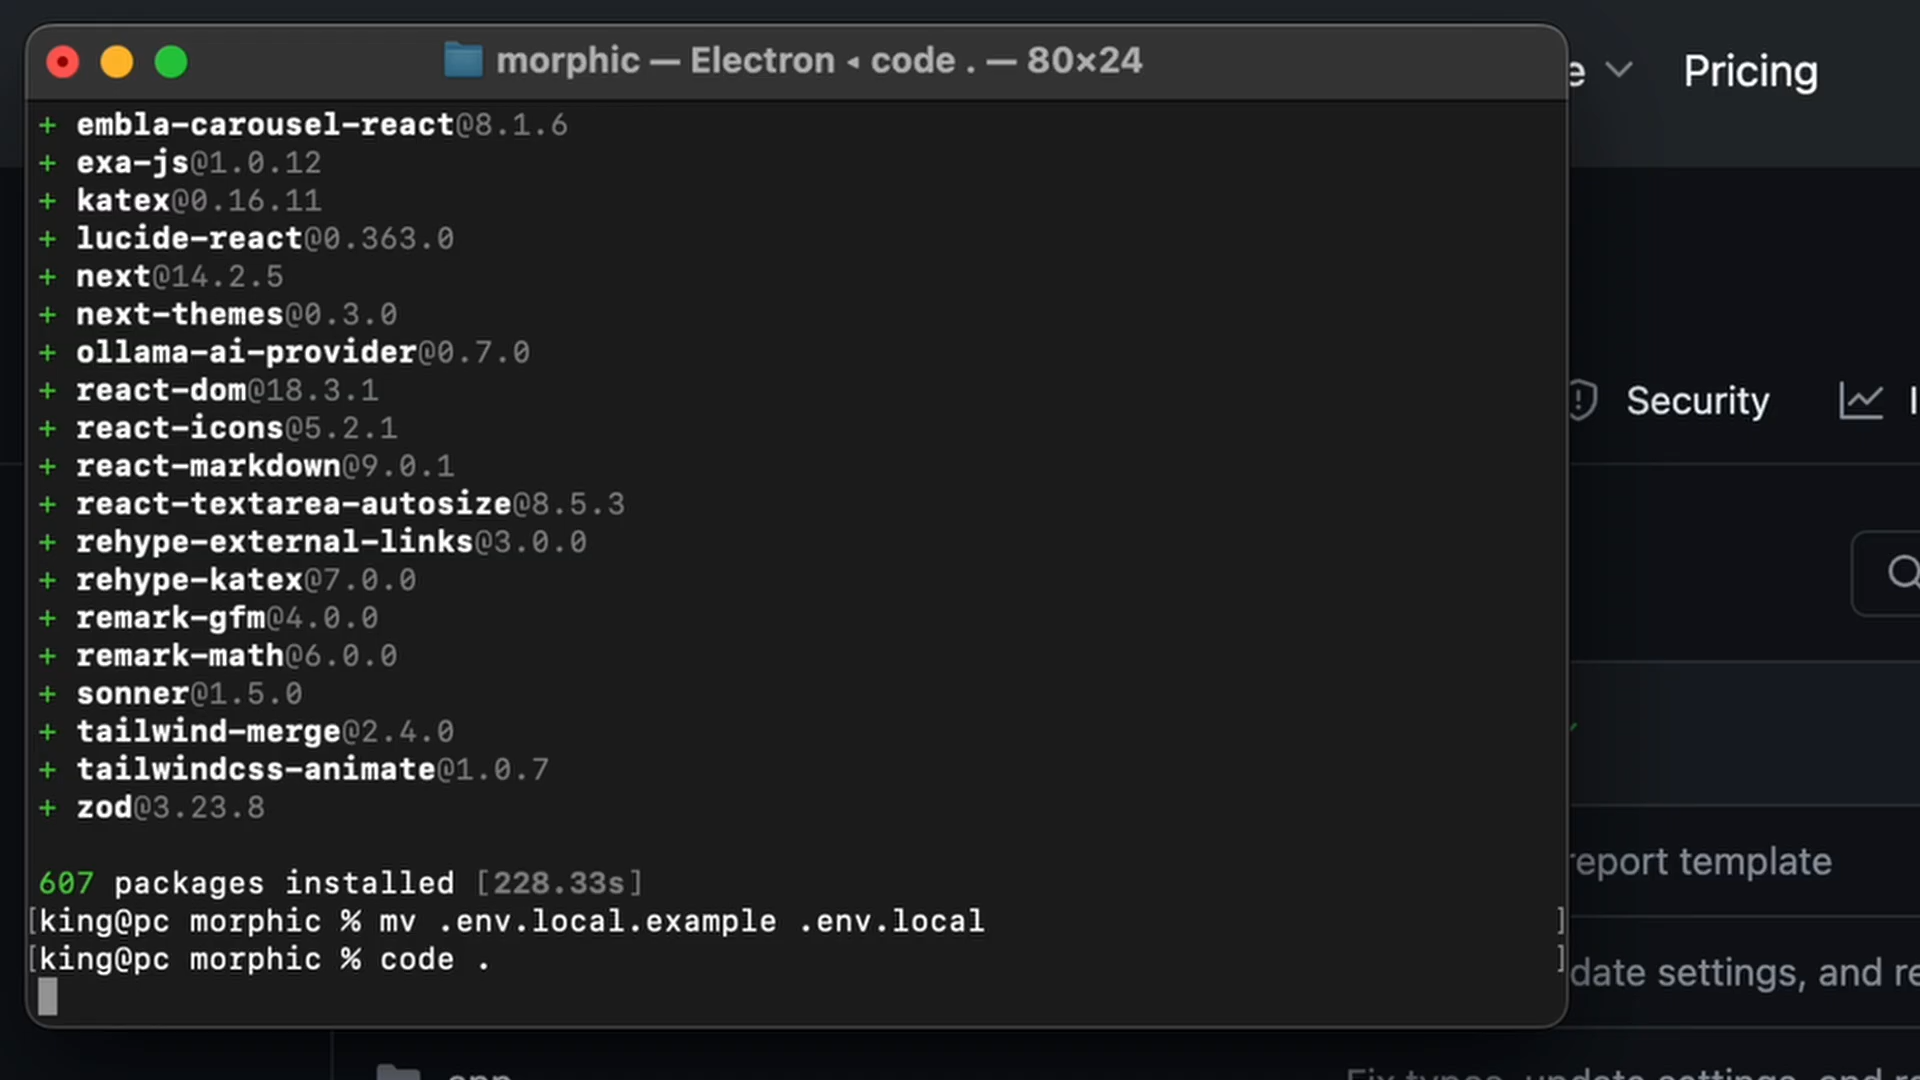 morphic — Electron ◂ code . — 80×24
Pricing
+ embla-carousel-react@8.1.6
+ exa-js@1.0.12
+ katex@0.16.11
+ lucide-react@0.363.0
+ next@14.2.5
+ next-themes@0.3.0
+ ollama-ai-provider@0.7.0
+ react-dom@18.3.1
Security
+ react-icons@5.2.1
+ react-markdown@9.0.1
+ react-textarea-autosize@8.5.3
+ rehype-external-links@3.0.0
+ rehype-katex@7.0.0
+ remark-gfm@4.0.0
+ remark-math@6.0.0
+ sonner@1.5.0
+ tailwind-merge@2.4.0
+ tailwindcss-animate@1.0.7
+ zod@3.23.8
report template
607 packages installed [228.33s]
[king@pc morphic % mv .env.local.example .env.local ]
[king@pc morphic % code . ]
date settings, and re